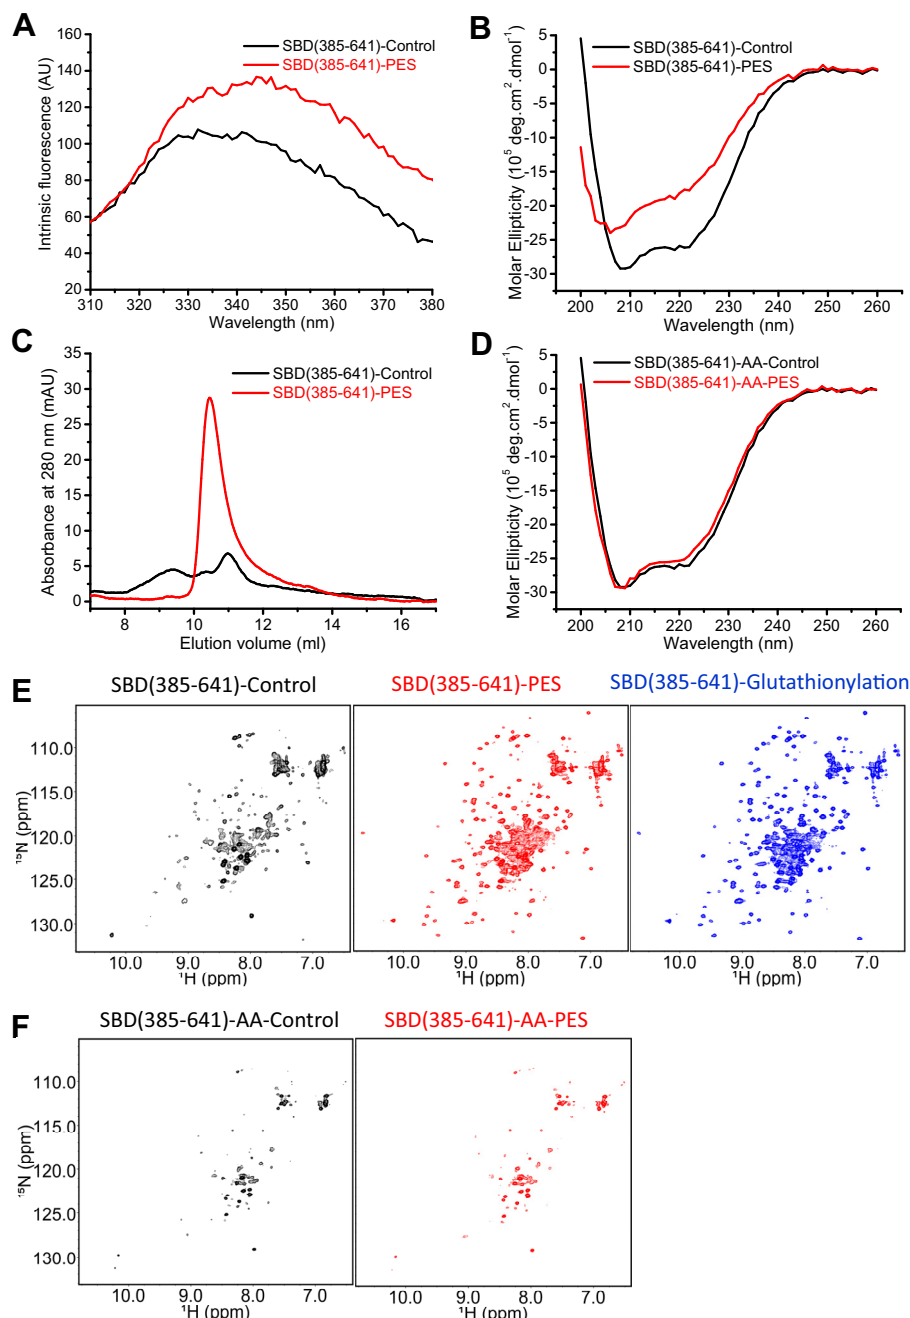 A
SBD(385-641)-Control
SBD(385-641)-PES
Intrinsic fluorescence (AU)
160
140
120
100
80
60
40
20
310 320 330 340 350 360 370 380
Wavelength (nm)
B
SBD(385-641)-Control
SBD(385-641)-PES
Molar Ellipticity (10⁵ deg.cm².dmol⁻¹)
5
0
-5
-10
-15
-20
-25
-30
200 210 220 230 240 250 260
Wavelength (nm)
C
SBD(385-641)-Control
SBD(385-641)-PES
Absorbance at 280 nm (mAU)
35
30
25
20
15
10
5
0
8 10 12 14 16
Elution volume (ml)
D
SBD(385-641)-AA-Control
SBD(385-641)-AA-PES
Molar Ellipticity (10⁵ deg.cm².dmol⁻¹)
5
0
-5
-10
-15
-20
-25
-30
200 210 220 230 240 250 260
Wavelength (nm)
E
SBD(385-641)-Control
SBD(385-641)-PES
SBD(385-641)-Glutathionylation
¹⁵N (ppm)
110.0
115.0
120.0
125.0
130.0
10.0 9.0 8.0 7.0
¹H (ppm)
10.0 9.0 8.0 7.0
¹H (ppm)
10.0 9.0 8.0 7.0
¹H (ppm)
F
SBD(385-641)-AA-Control
SBD(385-641)-AA-PES
¹⁵N (ppm)
110.0
115.0
120.0
125.0
130.0
10.0 9.0 8.0 7.0
¹H (ppm)
10.0 9.0 8.0 7.0
¹H (ppm)